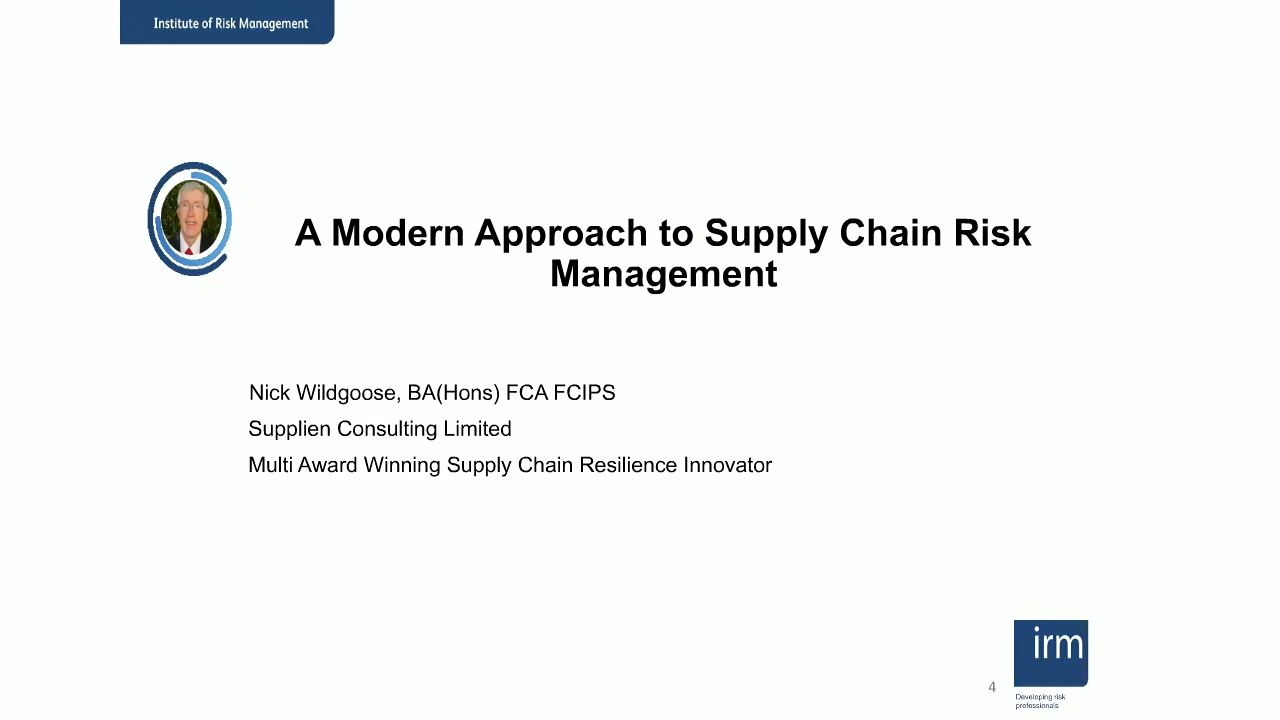 Institute of Risk Management
A Modern Approach to Supply Chain Risk
Management
Nick Wildgoose, BA(Hons) FCA FCIPS
Supplien Consulting Limited
Multi Award Winning Supply Chain Resilience Innovator
irm
4
Developing risk
professionals